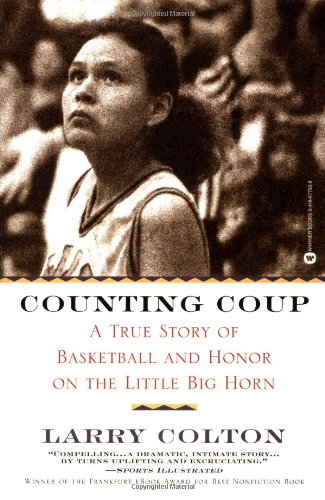 COUNTING COUP
A TRUE STORY OF
BASKETBALL AND HONOR
ON THE LITTLE BIG HORN
LARRY COLTON
"COMPELLING...A DRAMATIC, INTIMATE STORY...
BY TURNS UPLIFTING AND EXCRUCIATING."
—SPORTS ILLUSTRATED
WINNER OF THE FRANKFURT EBOOK AWARD FOR BEST NONFICTION BOOK